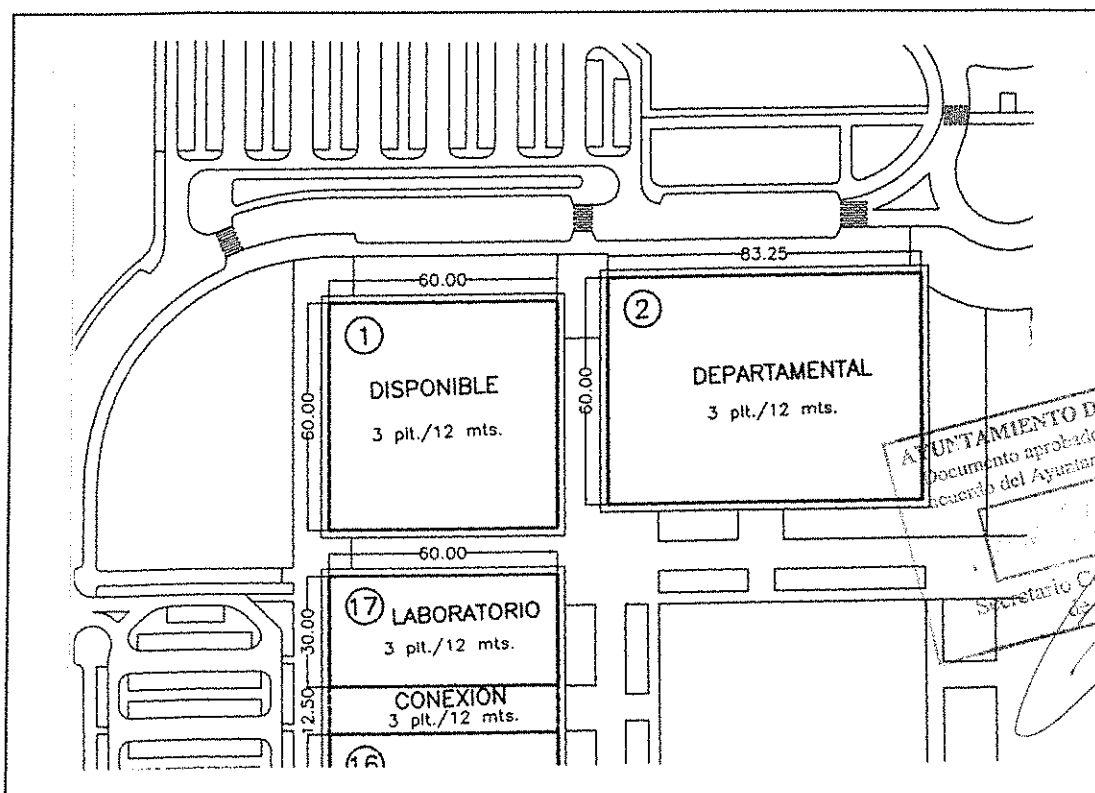 83.25
60.00
1
2
DISPONIBLE
3 plt./12 mts.
60.00
DEPARTAMENTAL
3 plt./12 mts.
60.00
AYUNTAMIENTO D
Documento aprobado
acuerdo del Ayuntam
60.00
17
LABORATORIO
3 plt./12 mts.
30.00
CONEXION
3 plt./12 mts.
12.50
16
Secretario
de